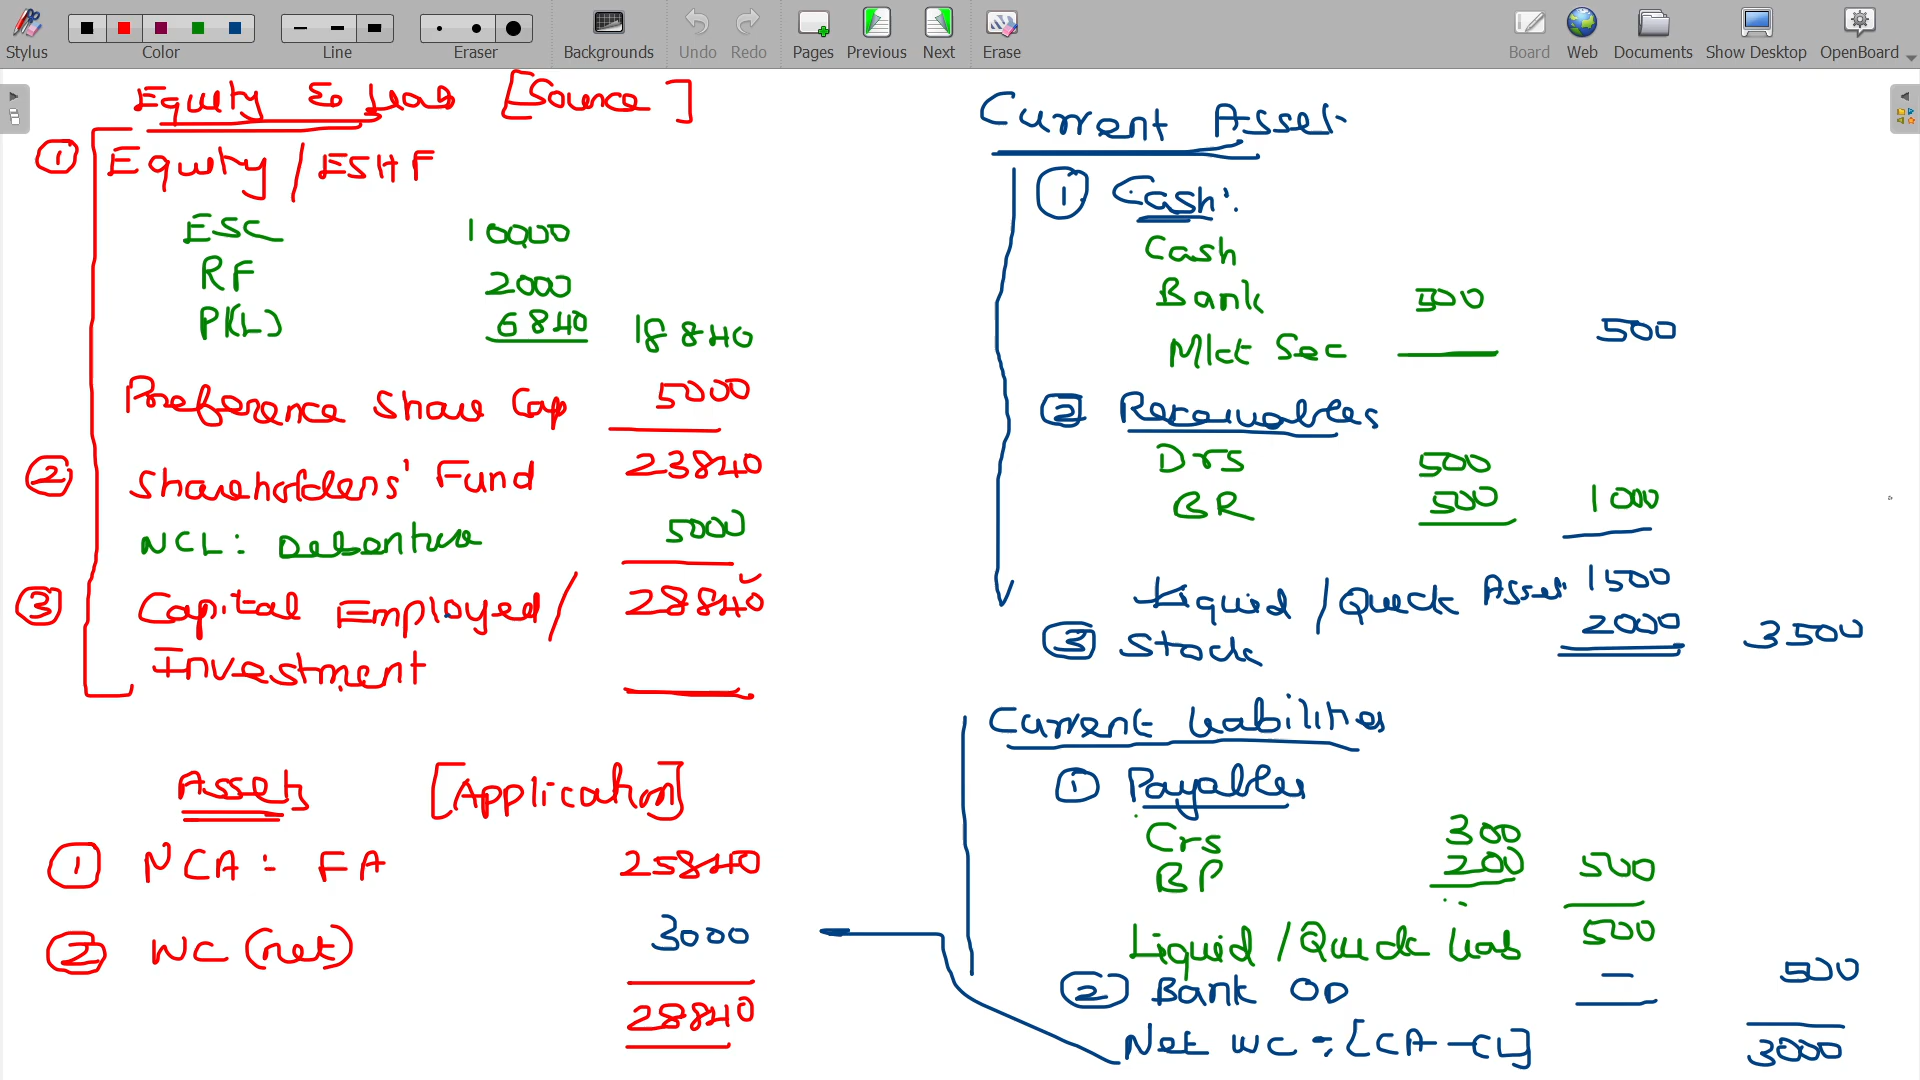 Stylus Color Line Eraser Backgrounds Undo Redo Pages Previous Next Erase Board Web Documents Show Desktop OpenBoard
Equity & Liab [Source]
① Equity / ESHF
ESC 10000
RF 2000
P/(L) 6840 18840
Preference Share Cap 5000
② Shareholders' Fund 23840
NCL: Debenture 5000
③ Capital Employed / 28840
Investment
Assets [Application]
① NCA: FA 25840
② WC (net) 3000
28840
Current Asset
① Cash:
Cash
Bank 500
Mkt Sec 500
② Receivables
Drs 500
BR 500 1000
Liquid / Quick Asset 1500
③ Stock 2000 3500
Current Liabilities
① Payables
Crs 300
BP 200 500
Liquid / Quick Liab 500
② Bank OD — 500
Net WC = [CA - CL] 3000